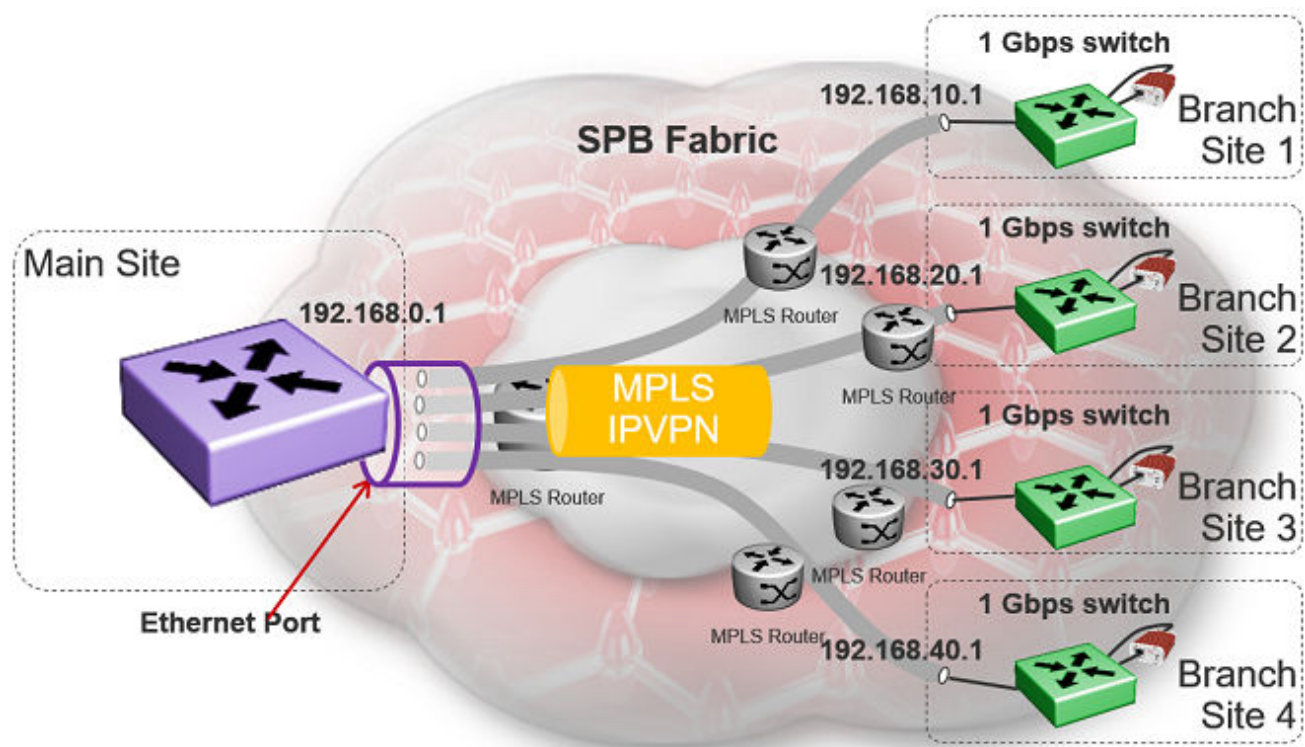 1 Gbps switch
192.168.10.1
Branch
Site 1
SPB Fabric
1 Gbps switch
Main Site
192.168.20.1
Branch
Site 2
192.168.0.1
MPLS Router
MPLS
IPVPN
MPLS Router
1 Gbps switch
192.168.30.1
Branch
Site 3
MPLS Router
MPLS Router
1 Gbps switch
Ethernet Port
MPLS Router
192.168.40.1
Branch
Site 4